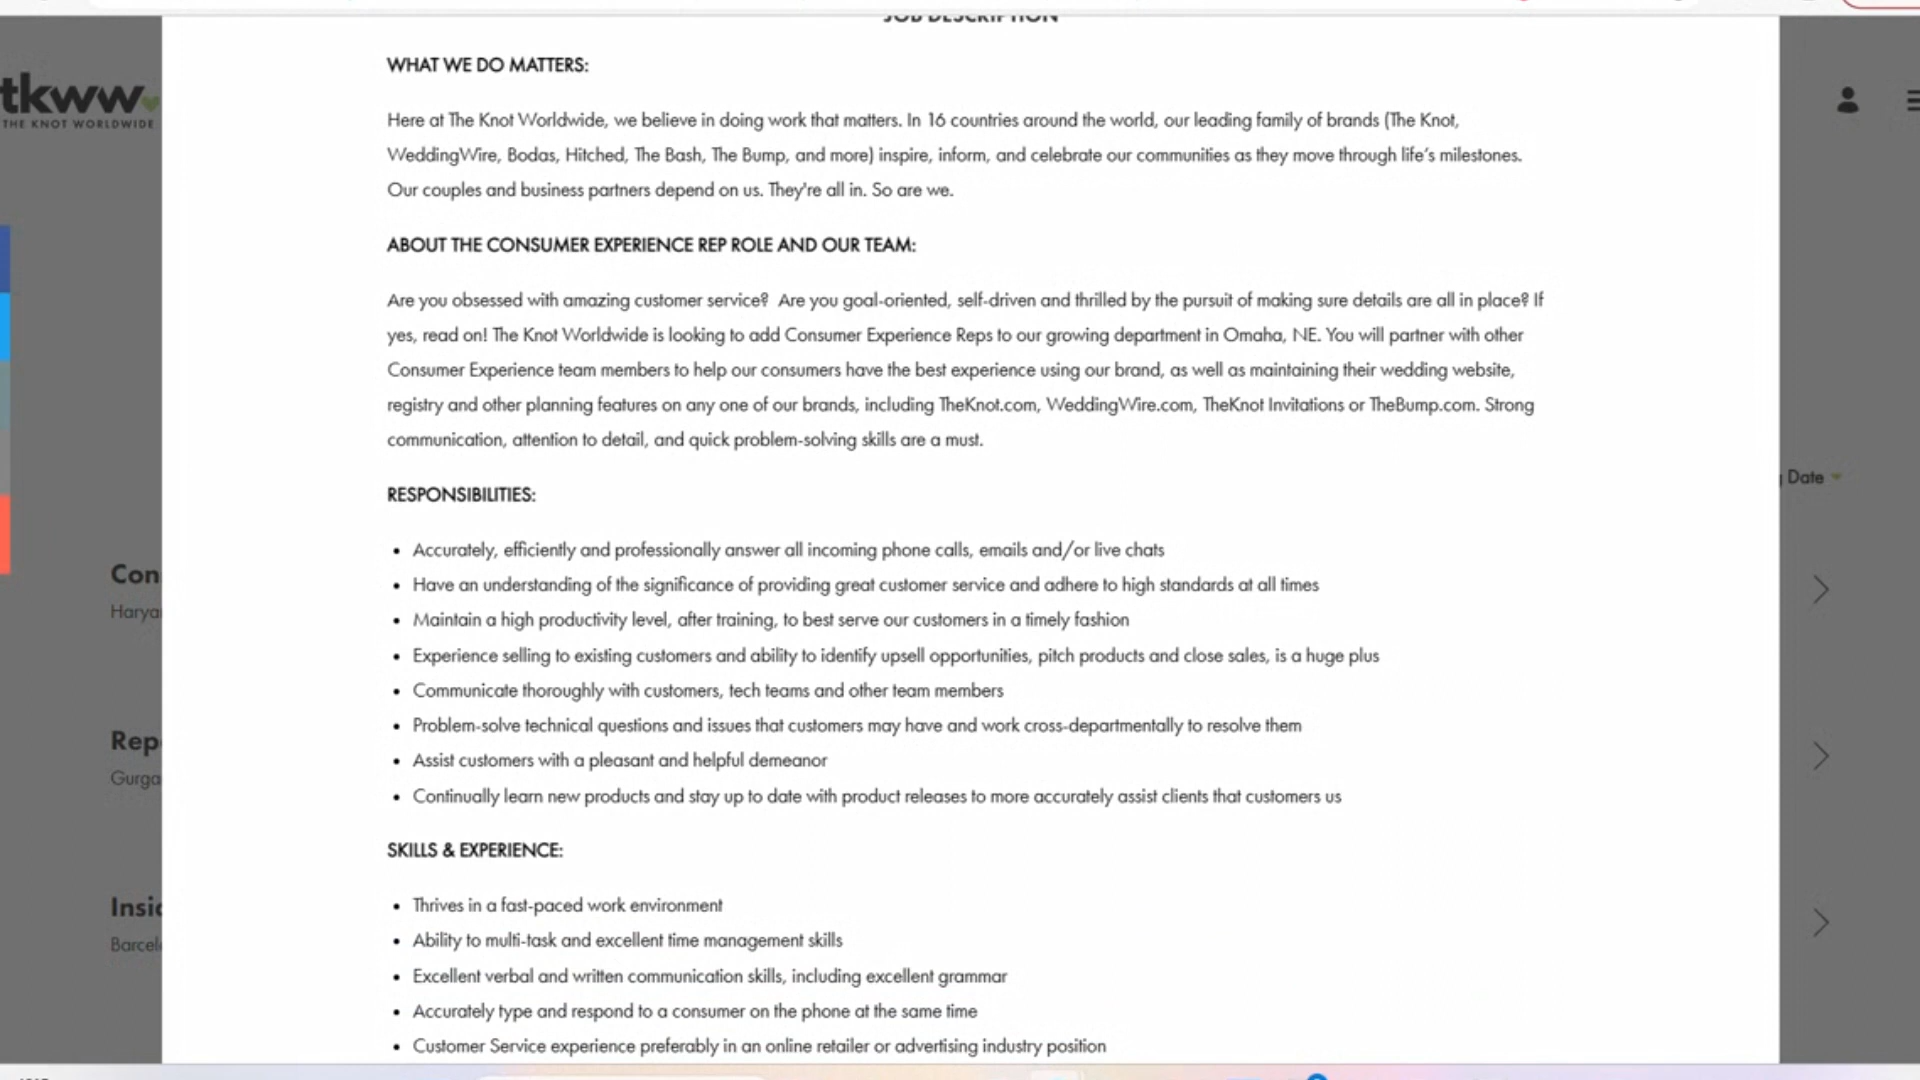 JOB DESCRIPTION
WHAT WE DO MATTERS:
tkww
THE KNOT WORLDWIDE
Here at The Knot Worldwide, we believe in doing work that matters. In 16 countries around the world, our leading family of brands (The Knot,
WeddingWire, Bodas, Hitched, The Bash, The Bump, and more) inspire, inform, and celebrate our communities as they move through life's milestones.
Our couples and business partners depend on us. They're all in. So are we.
ABOUT THE CONSUMER EXPERIENCE REP ROLE AND OUR TEAM:
Are you obsessed with amazing customer service?  Are you goal-oriented, self-driven and thrilled by the pursuit of making sure details are all in place? If
yes, read on! The Knot Worldwide is looking to add Consumer Experience Reps to our growing department in Omaha, NE. You will partner with other
Consumer Experience team members to help our consumers have the best experience using our brand, as well as maintaining their wedding website,
registry and other planning features on any one of our brands, including TheKnot.com, WeddingWire.com, TheKnot Invitations or TheBump.com. Strong
communication, attention to detail, and quick problem-solving skills are a must.
Date
RESPONSIBILITIES:
• Accurately, efficiently and professionally answer all incoming phone calls, emails and/or live chats
Con
• Have an understanding of the significance of providing great customer service and adhere to high standards at all times
Harya
• Maintain a high productivity level, after training, to best serve our customers in a timely fashion
• Experience selling to existing customers and ability to identify upsell opportunities, pitch products and close sales, is a huge plus
• Communicate thoroughly with customers, tech teams and other team members
• Problem-solve technical questions and issues that customers may have and work cross-departmentally to resolve them
Rep
• Assist customers with a pleasant and helpful demeanor
Gurga
• Continually learn new products and stay up to date with product releases to more accurately assist clients that customers us
SKILLS & EXPERIENCE:
• Thrives in a fast-paced work environment
Insi
• Ability to multi-task and excellent time management skills
Barcel
• Excellent verbal and written communication skills, including excellent grammar
• Accurately type and respond to a consumer on the phone at the same time
• Customer Service experience preferably in an online retailer or advertising industry position